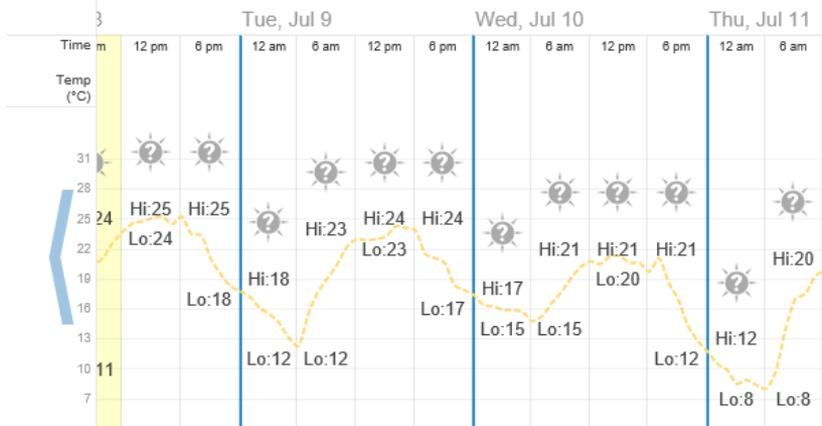 8 Tue, Jul 9 Wed, Jul 10 Thu, Jul 11
Time m 12 pm 6 pm 12 am 6 am 12 pm 6 pm 12 am 6 am 12 pm 6 pm 12 am 6 am
Temp
(°C)
? ? ? ? ? ? ? ? ? ? ? ? ?
31
28
25 24 Hi:25 Hi:25 Hi:18 Hi:23 Hi:24 Hi:24 Hi:17 Hi:21 Hi:21 Hi:21 Hi:12 Hi:20
22 Lo:24 Lo:18 Lo:12 Lo:12 Lo:23 Lo:17 Lo:15 Lo:15 Lo:20 Lo:12 Lo:8 Lo:8
19
16
13
10 11
7